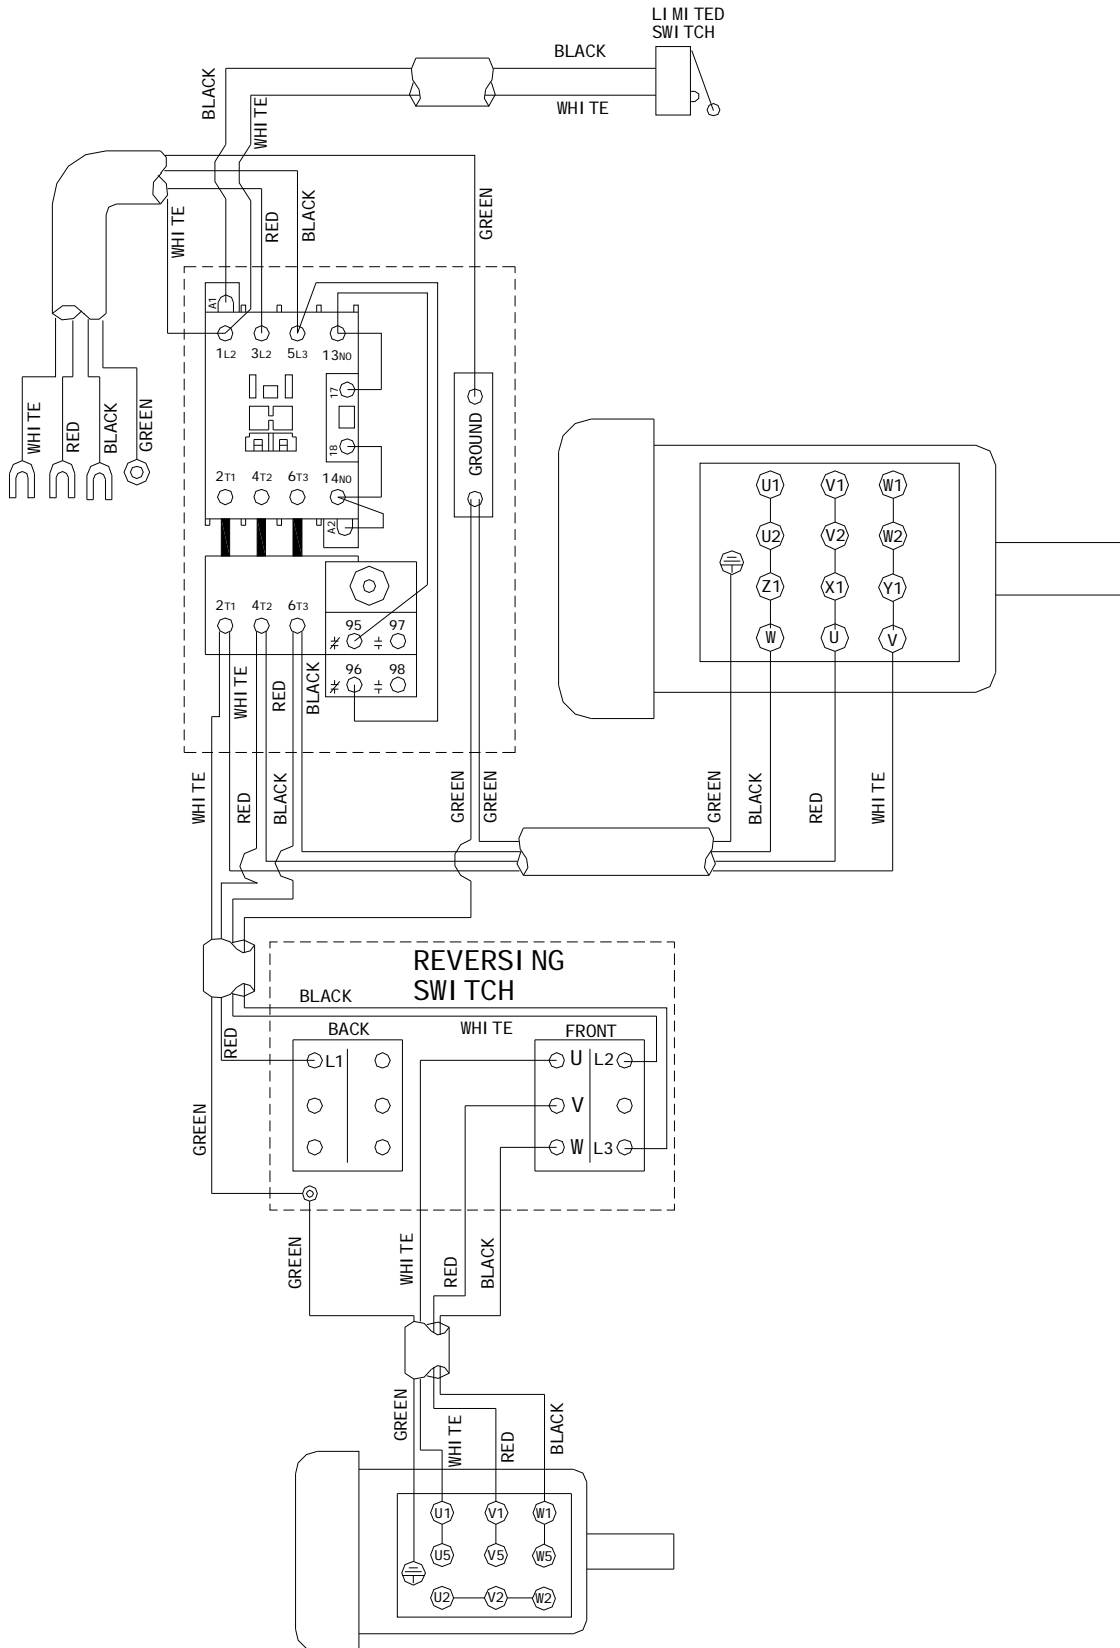 LIMITED
SWITCH
BLACK
WHITE
BLACK
WHITE
WHITE
RED
BLACK
GREEN
A1
1L2 3L2 5L3 13NO
17
18
2T1 4T2 6T3 14NO
A2
GROUND
WHITE
RED
BLACK
GREEN
2T1 4T2 6T3
95 97
96 98
WHITE
RED
BLACK
U1 V1 W1
U2 V2 W2
Z1 X1 Y1
W U V
WHITE
RED
BLACK
GREEN
GREEN
GREEN
BLACK
RED
WHITE
REVERSING
SWITCH
BLACK
WHITE
RED
BACK
FRONT
L1
U L2
V
W L3
GREEN
GREEN
WHITE
RED
BLACK
GREEN
WHITE
RED
BLACK
U1 V1 W1
U5 V5 W5
U2 V2 W2